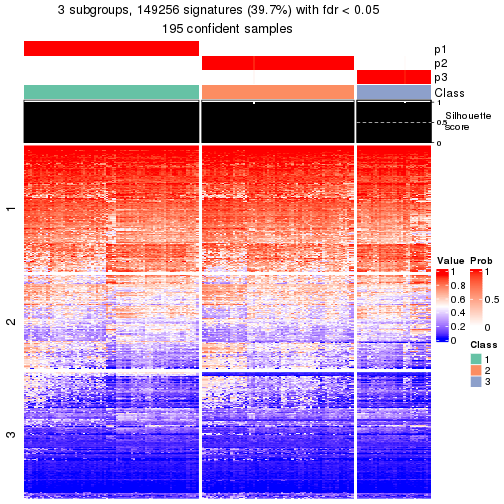 3 subgroups, 149256 signatures (39.7%) with fdr < 0.05
195 confident samples
p1
p2
p3
Class
1
0.5
0
Silhouette
score
1
2
3
Value
1
0.8
0.6
0.4
0.2
0
Prob
1
0.5
0
Class
1
2
3